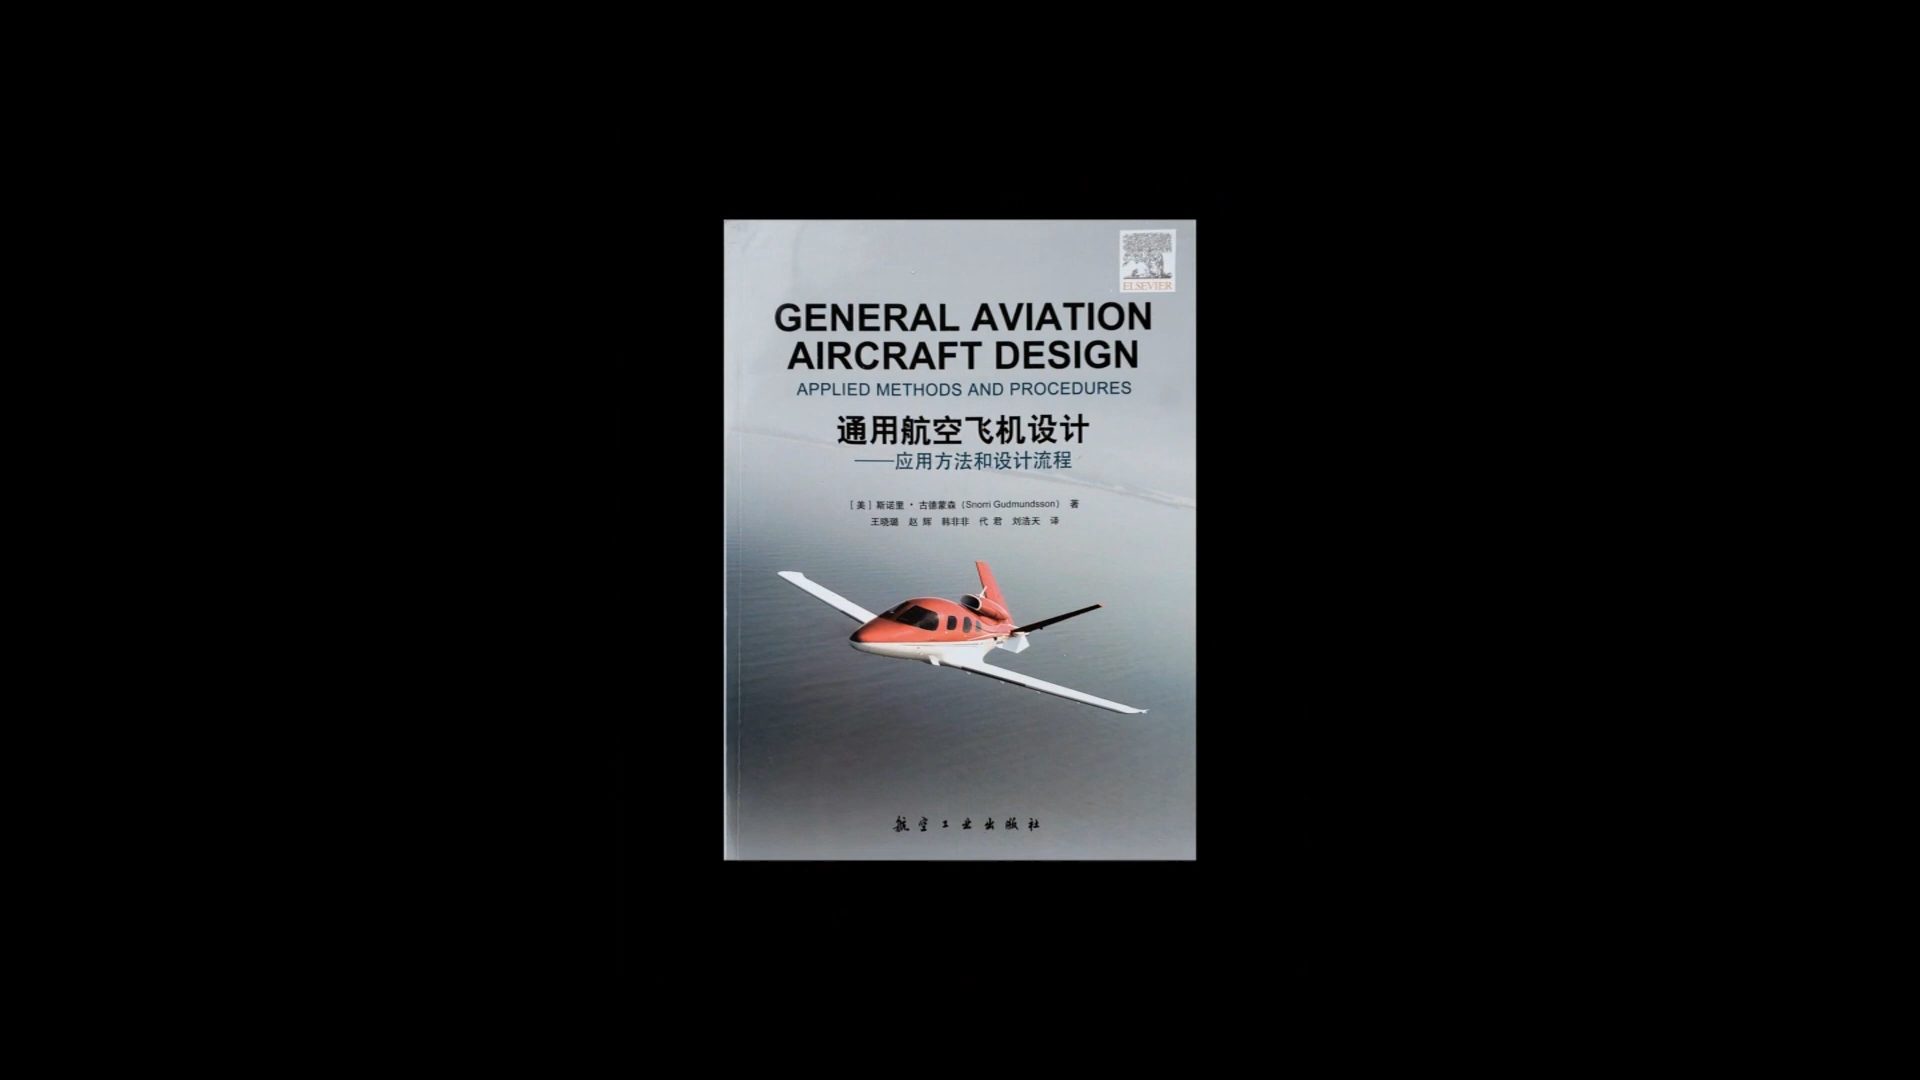 ELSEVIER
GENERAL AVIATION
AIRCRAFT DESIGN
APPLIED METHODS AND PROCEDURES
通用航空飞机设计
——应用方法和设计流程
［美］斯诺里·古德蒙森（Snorri Gudmundsson） 著
王晓璐 赵 辉 韩非非 代 君 刘浩天 译
航空工业出版社